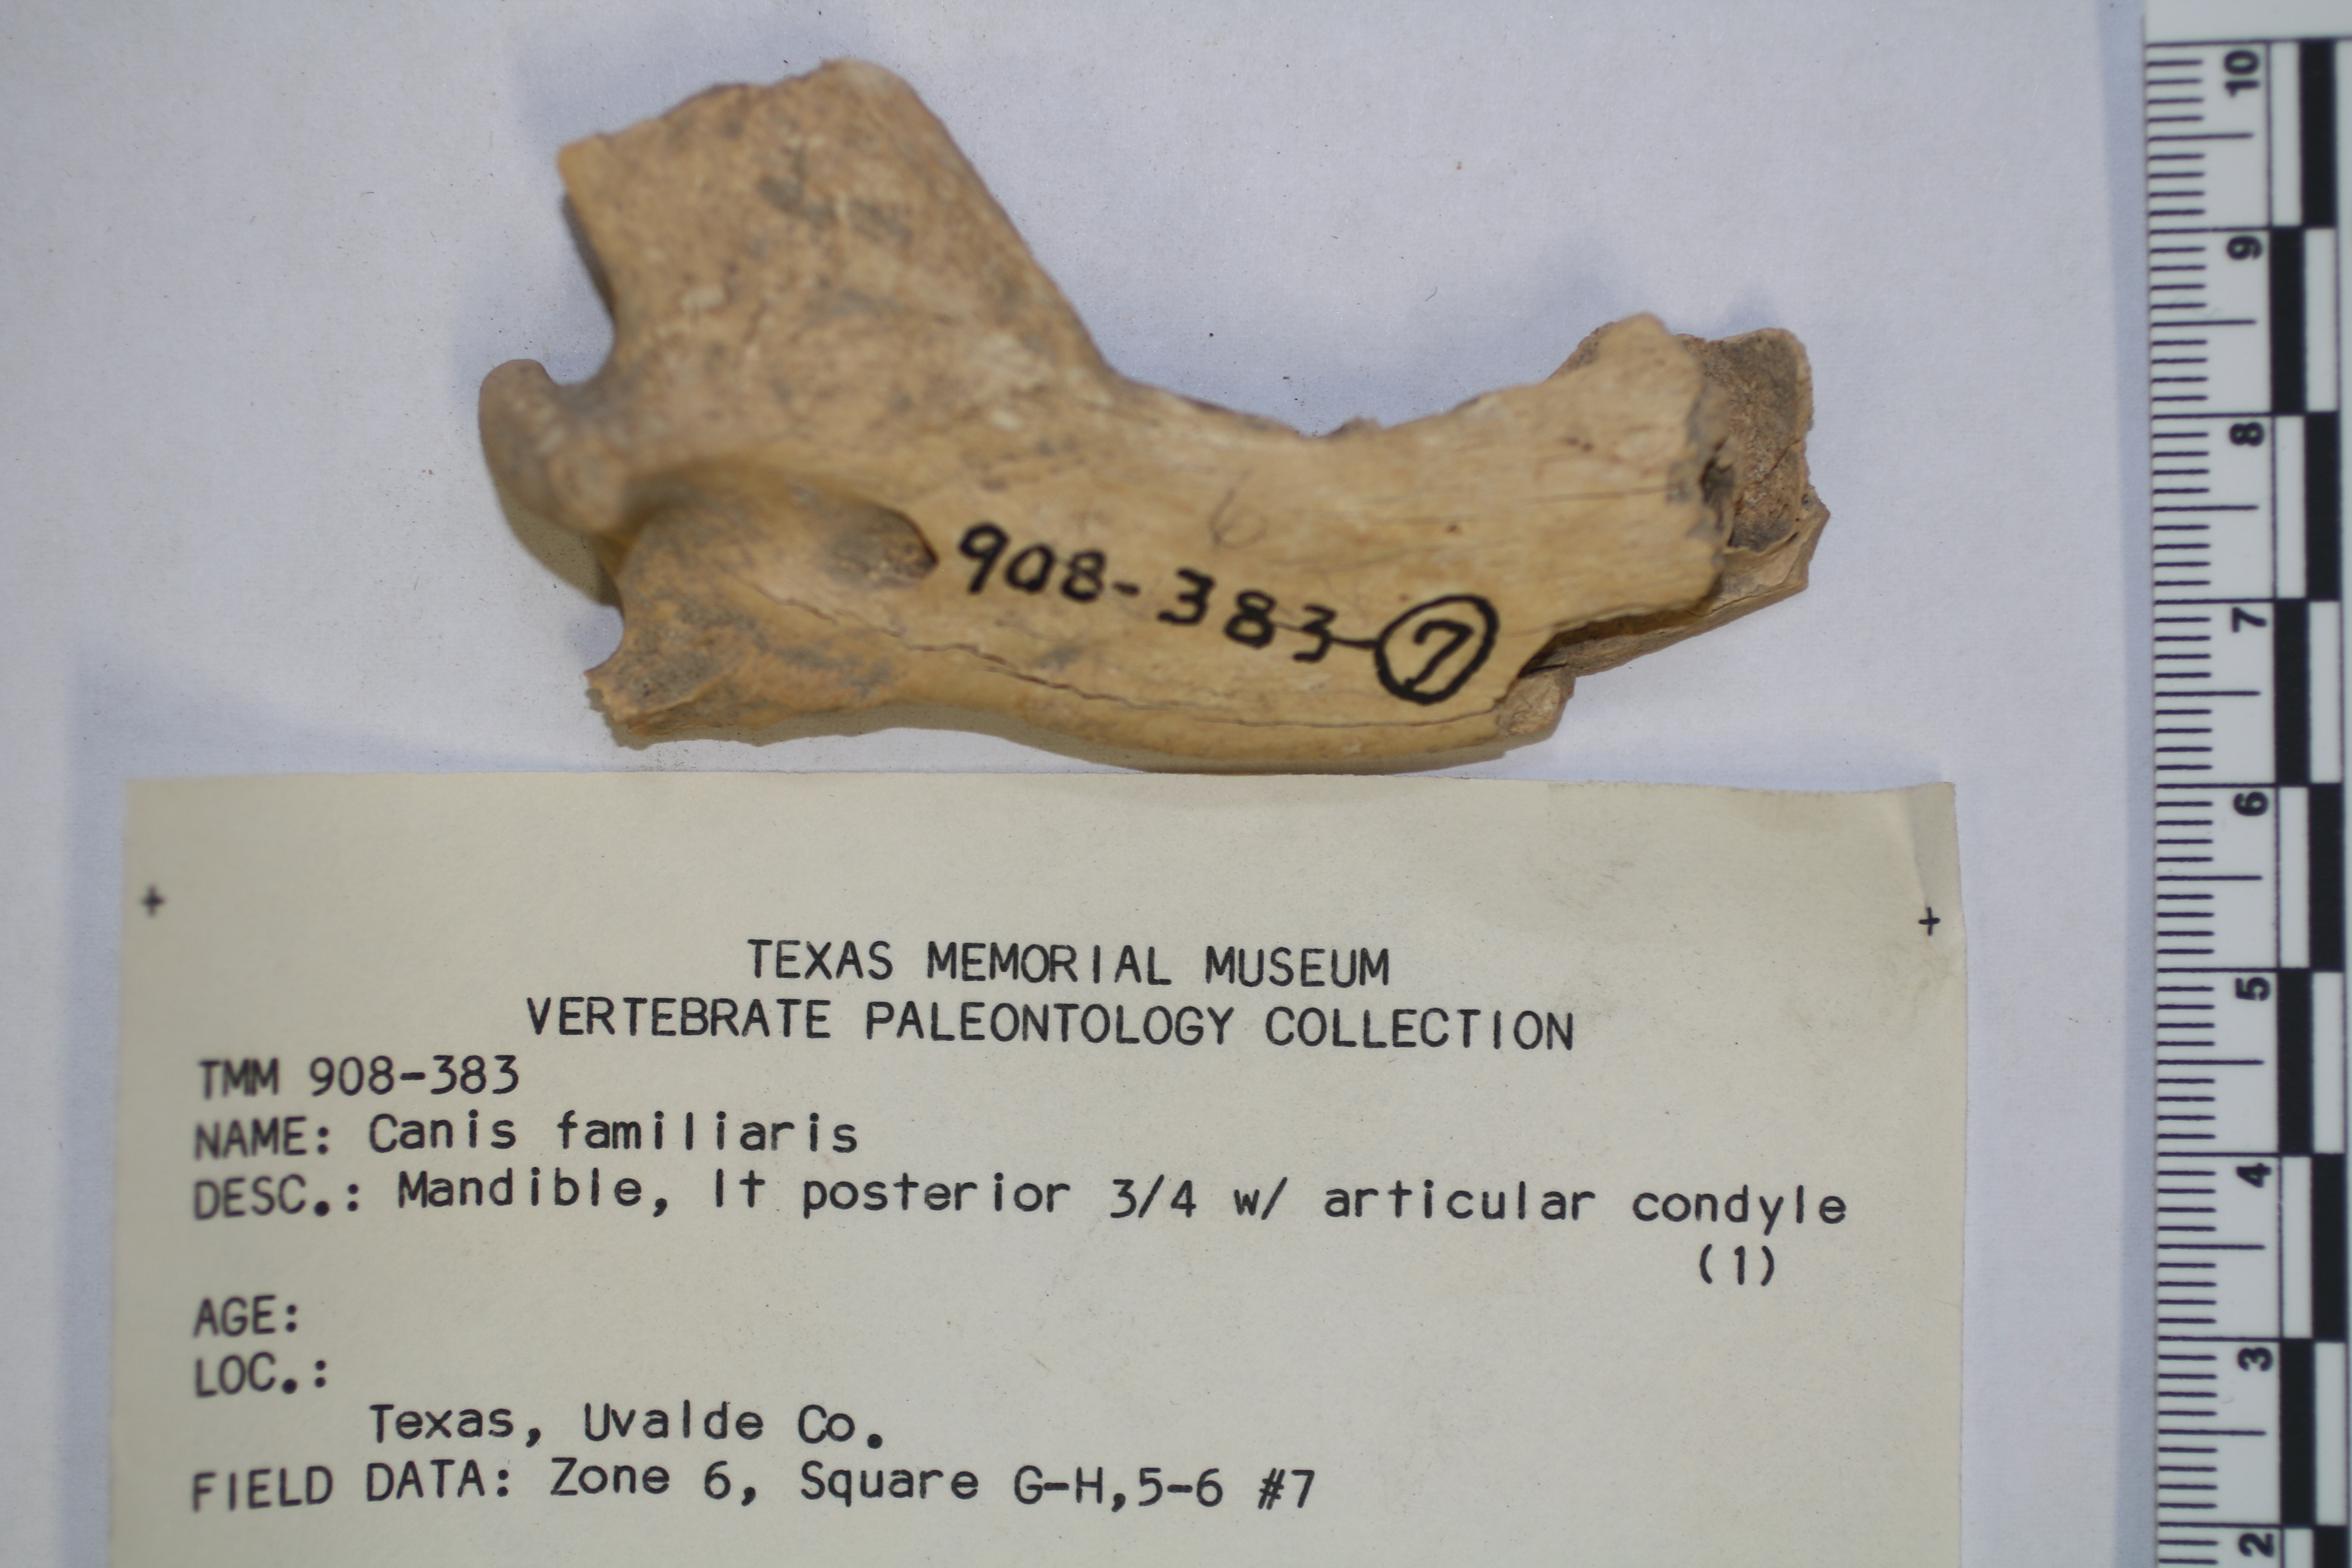 6
908-383-7
TEXAS MEMORIAL MUSEUM
VERTEBRATE PALEONTOLOGY COLLECTION
TMM 908-383
NAME: Canis familiaris
DESC.: Mandible, lt posterior 3/4 w/ articular condyle
(1)
AGE:
LOC.:
Texas, Uvalde Co.
FIELD DATA: Zone 6, Square G-H,5-6 #7
10
9
8
7
6
5
4
3
2